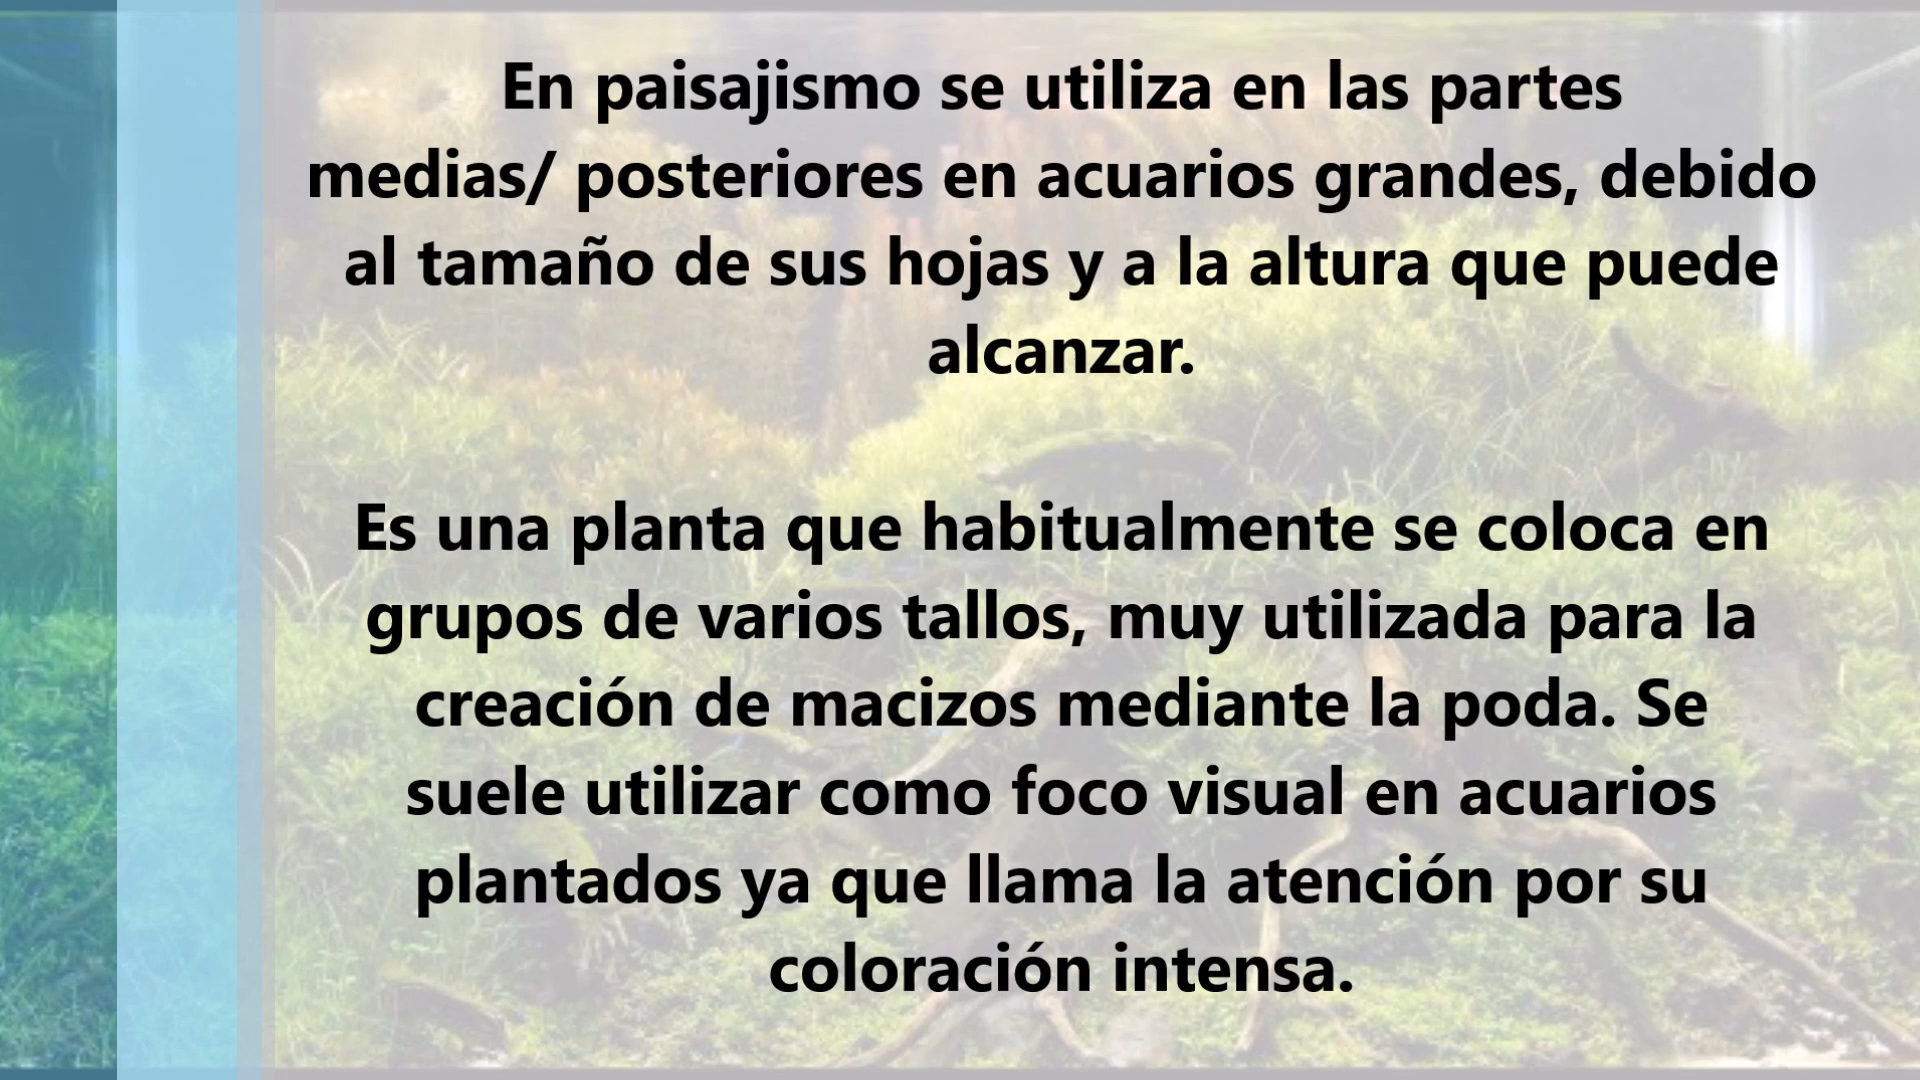 En paisajismo se utiliza en las partes
medias/ posteriores en acuarios grandes, debido
al tamaño de sus hojas y a la altura que puede
alcanzar.
Es una planta que habitualmente se coloca en
grupos de varios tallos, muy utilizada para la
creación de macizos mediante la poda. Se
suele utilizar como foco visual en acuarios
plantados ya que llama la atención por su
coloración intensa.